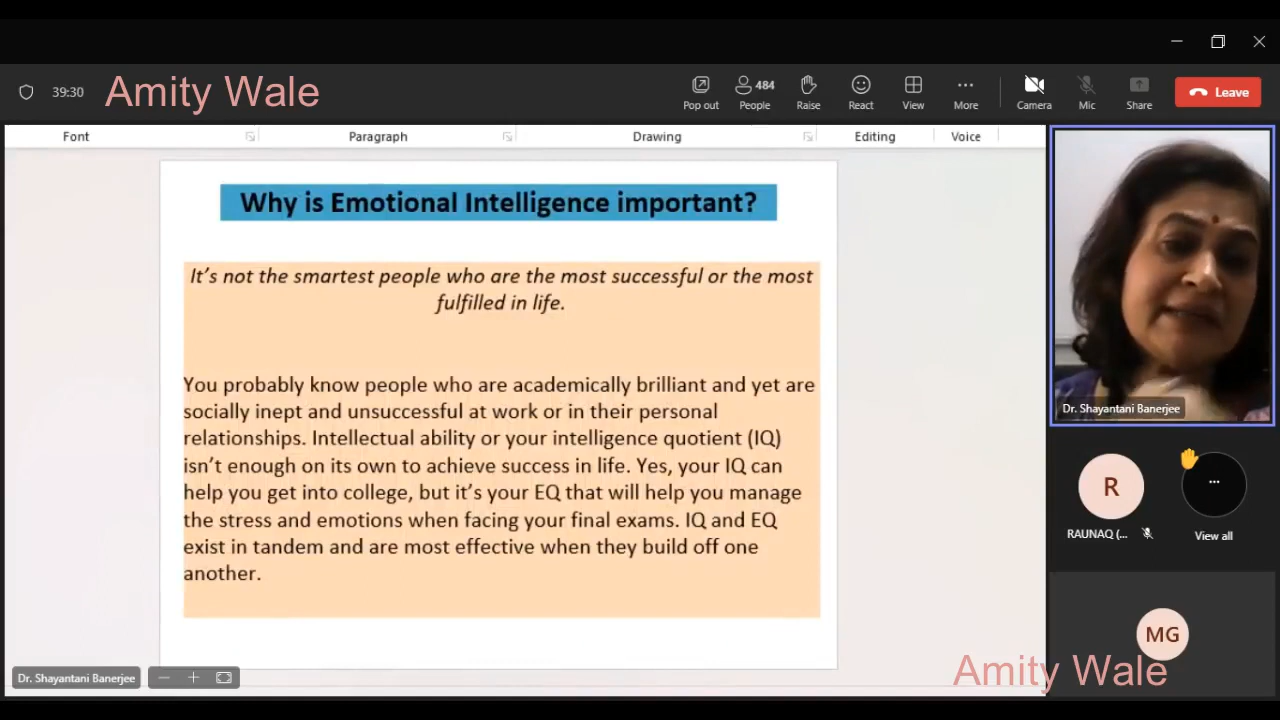 39:30
Amity Wale
Pop out
484
People
Raise
React
View
More
Camera
Mic
Share
Leave
Font
Paragraph
Drawing
Editing
Voice
Why is Emotional Intelligence important?
It's not the smartest people who are the most successful or the most
fulfilled in life.
You probably know people who are academically brilliant and yet are
socially inept and unsuccessful at work or in their personal
relationships. Intellectual ability or your intelligence quotient (IQ)
isn't enough on its own to achieve success in life. Yes, your IQ can
help you get into college, but it's your EQ that will help you manage
the stress and emotions when facing your final exams. IQ and EQ
exist in tandem and are most effective when they build off one
another.
Dr. Shayantani Banerjee
Dr. Shayantani Banerjee
R
RAUNAQ (...
...
View all
MG
Amity Wale